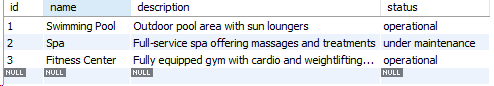 id name description status
1 Swimming Pool Outdoor pool area with sun loungers operational
2 Spa Full-service spa offering massages and treatments under maintenance
3 Fitness Center Fully equipped gym with cardio and weightlifting... operational
NULL NULL NULL NULL